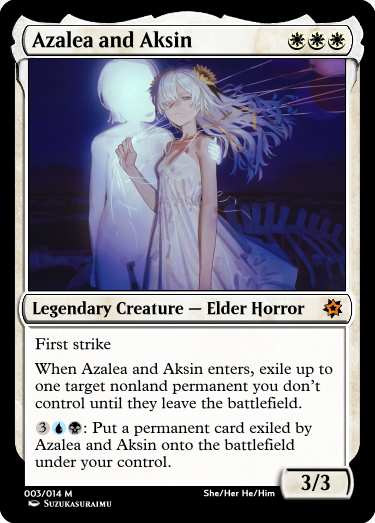 Azalea and Aksin
Legendary Creature — Elder Horror
First strike
When Azalea and Aksin enters, exile up to
one target nonland permanent you don't
control until they leave the battlefield.
3: Put a permanent card exiled by
Azalea and Aksin onto the battlefield
under your control.
3/3
003/014 M
She/Her He/Him
Suzukasuraimu